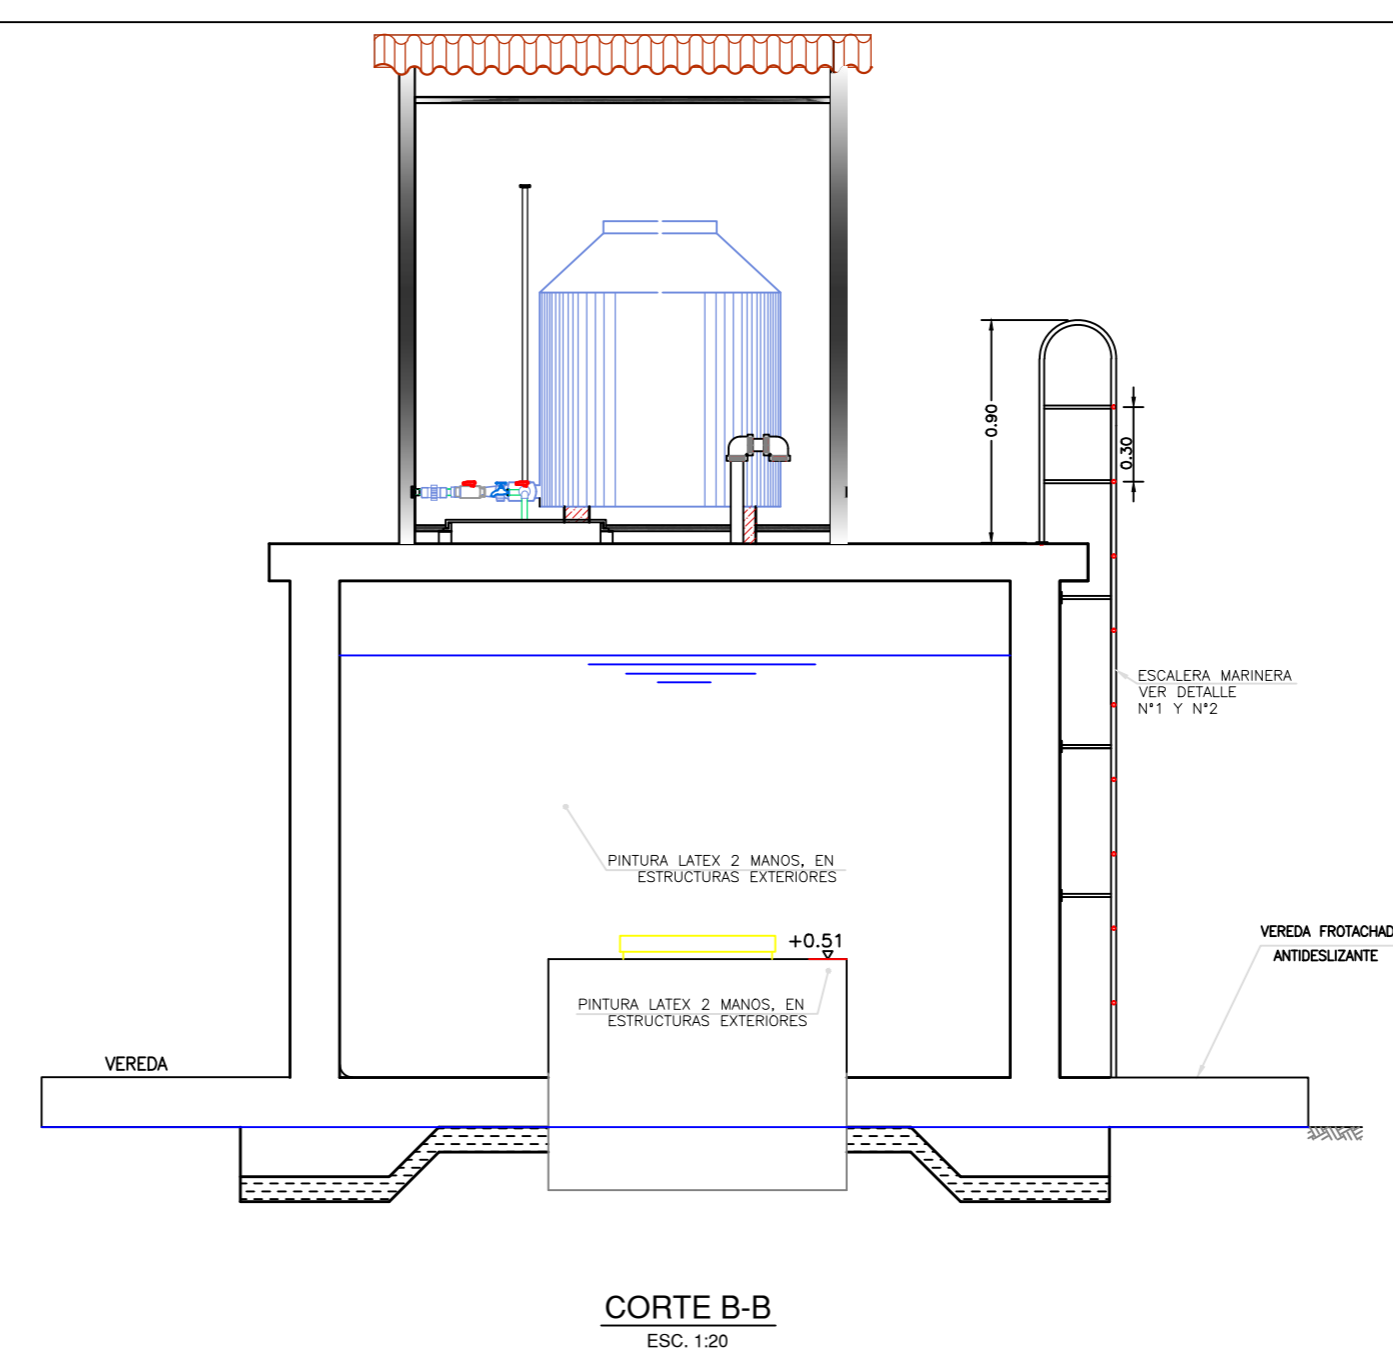 0.90
0.30
ESCALERA MARINERA
VER DETALLE
N°1 Y N°2
PINTURA LATEX 2 MANOS, EN
ESTRUCTURAS EXTERIORES
+0.51
VEREDA FROTACHAD
ANTIDESLIZANTE
PINTURA LATEX 2 MANOS, EN
ESTRUCTURAS EXTERIORES
VEREDA
CORTE B-B
ESC. 1:20